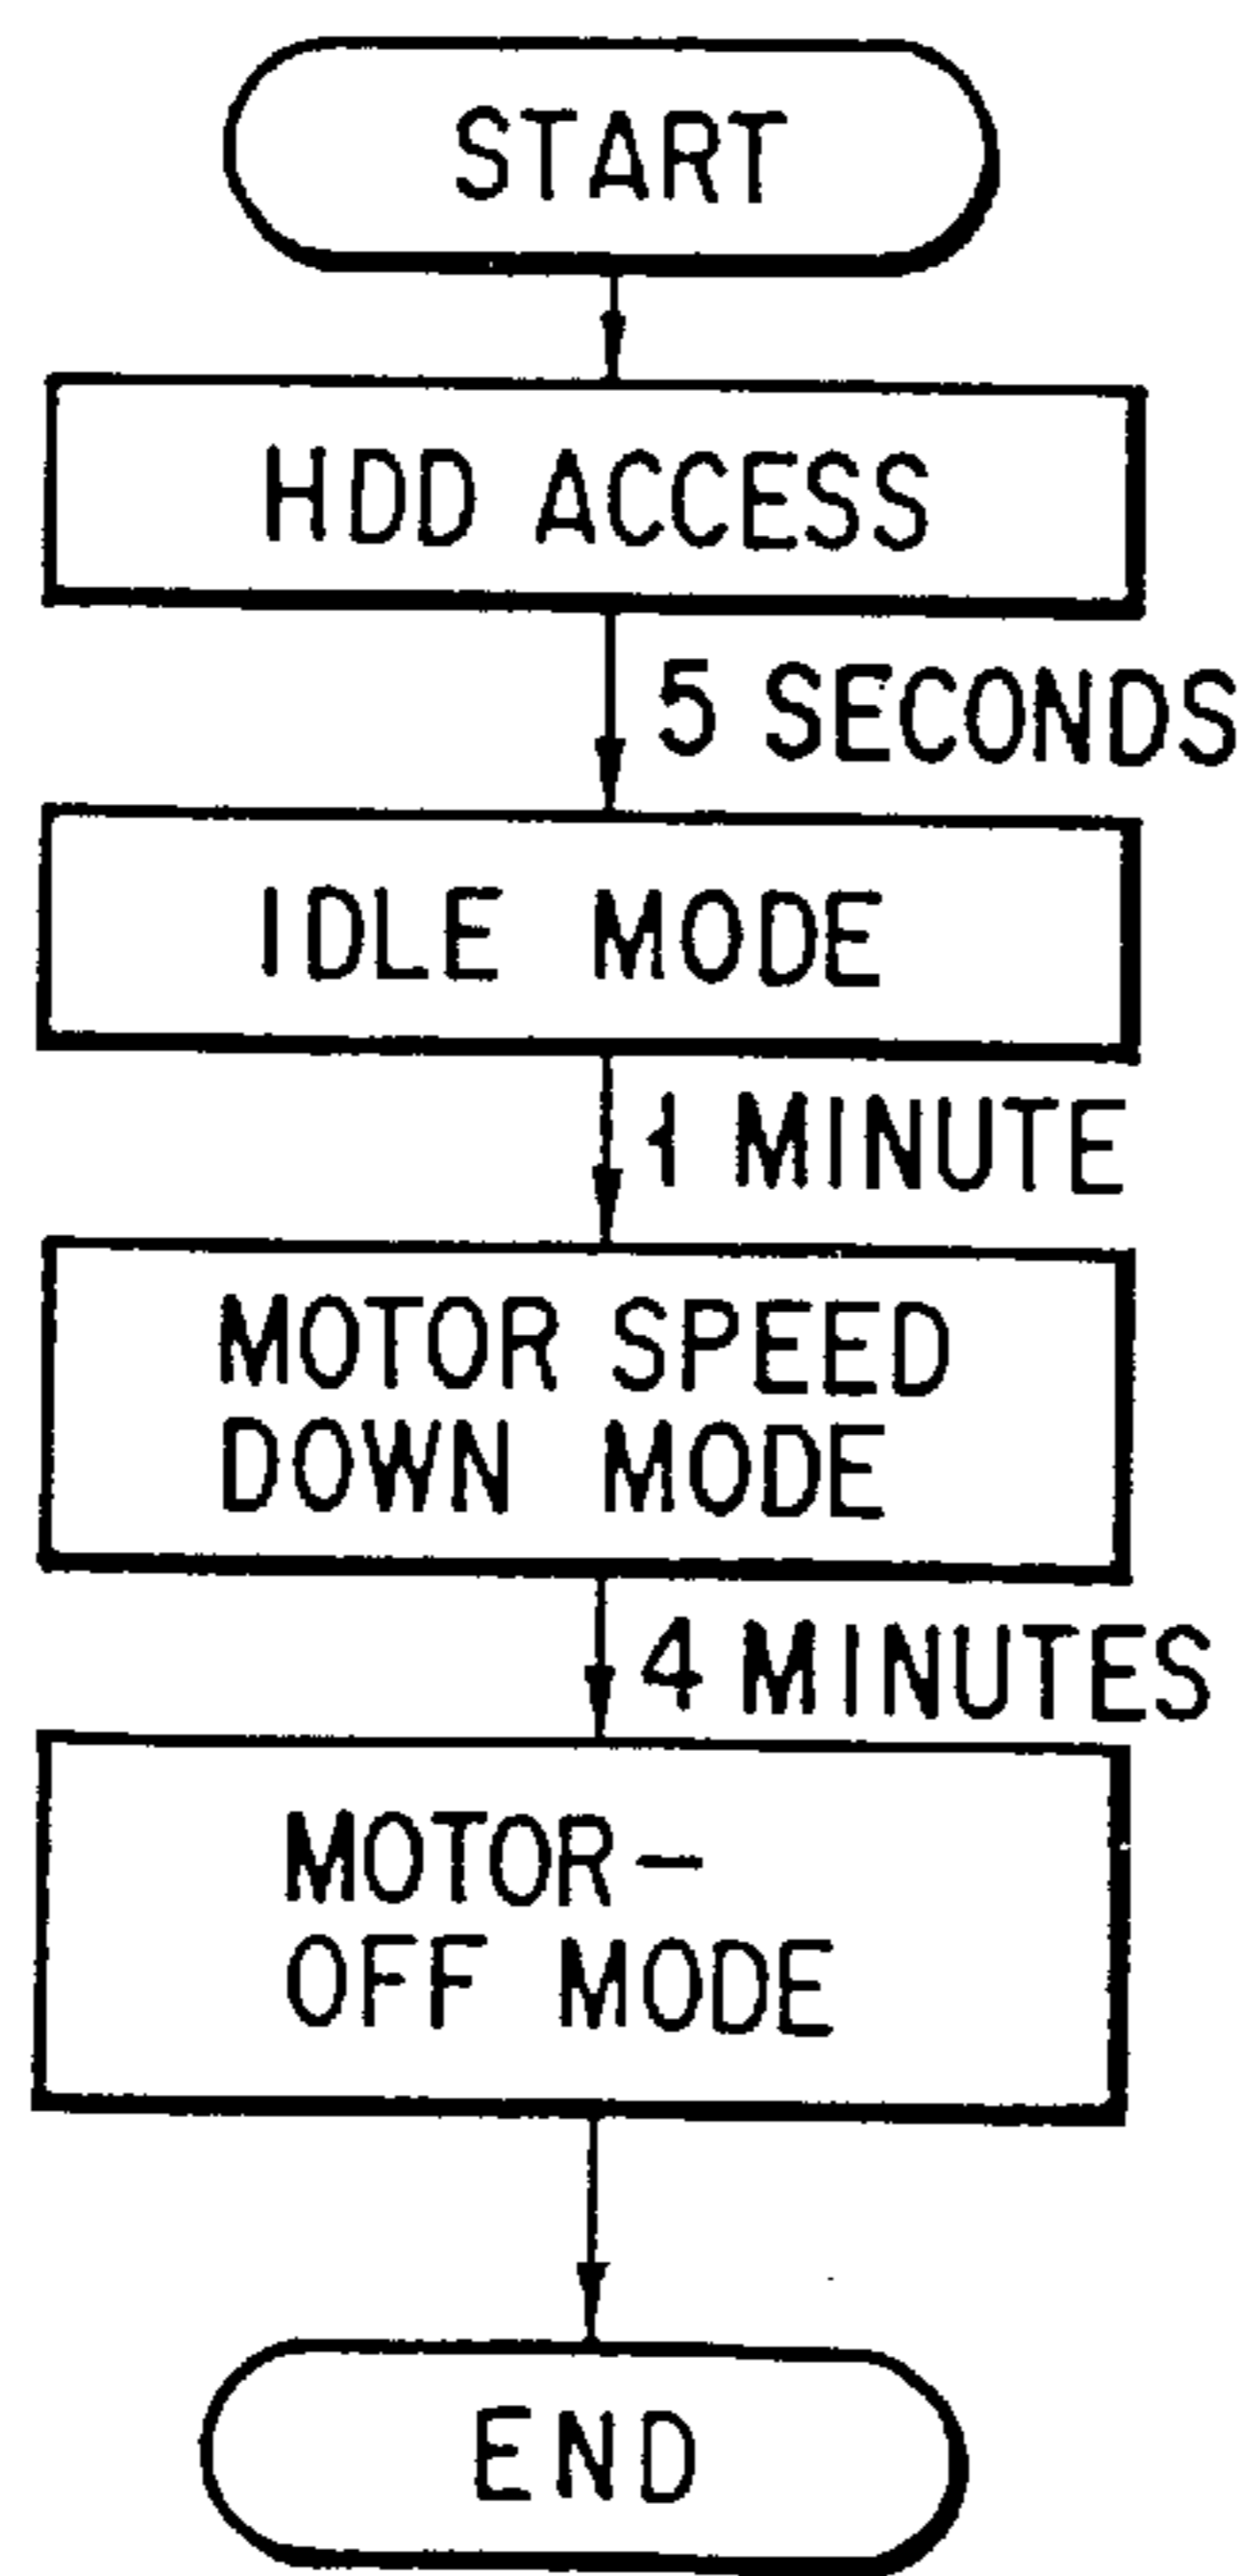 START
HDD ACCESS
5 SECONDS
IDLE MODE
1 MINUTE
MOTOR SPEED
DOWN MODE
4 MINUTES
MOTOR-
OFF MODE
END